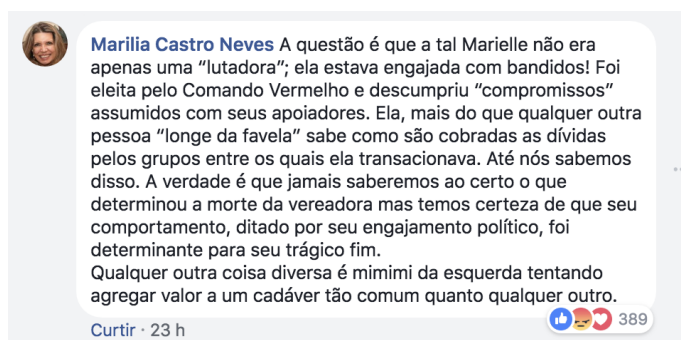 Marilia Castro Neves A questão é que a tal Marielle não era
apenas uma “lutadora”; ela estava engajada com bandidos! Foi
eleita pelo Comando Vermelho e descumpriu “compromissos”
assumidos com seus apoiadores. Ela, mais do que qualquer outra
pessoa “longe da favela” sabe como são cobradas as dívidas
pelos grupos entre os quais ela transacionava. Até nós sabemos
disso. A verdade é que jamais saberemos ao certo o que
determinou a morte da vereadora mas temos certeza de que seu
comportamento, ditado por seu engajamento político, foi
determinante para seu trágico fim.
Qualquer outra coisa diversa é mimimi da esquerda tentando
agregar valor a um cadáver tão comum quanto qualquer outro.
389
Curtir · 23 h